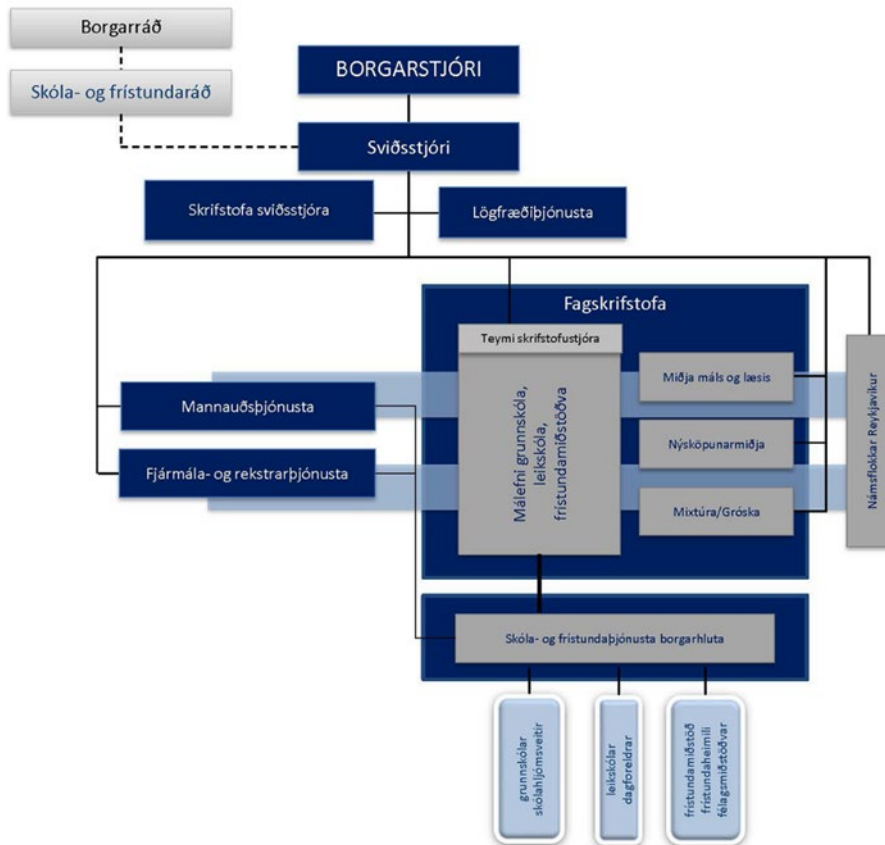 Borgarráð
Skóla- og frístundaráð
BORGARSTJÓRI
Sviðsstjóri
Skrifstofa sviðsstjóra
Lögfræðiþjónusta
Fagskrifstofa
Teymi skrifstofustjóra
Málefni grunnskóla,
leikskóla,
frístundamiðstöðva
Miðja máls og læsis
Nýsköpunarmiðja
Mixtúra/Gróska
Námsflokkar Reykjavíkur
Mannauðsþjónusta
Fjármála- og rekstrarþjónusta
Skóla- og frístundaþjónusta borgarhluta
grunnskólar
skólahljómsveitir
leikskólar
dagforeldrar
frístundamiðstöð
frístundaheimili
félagsmiðstöðvar